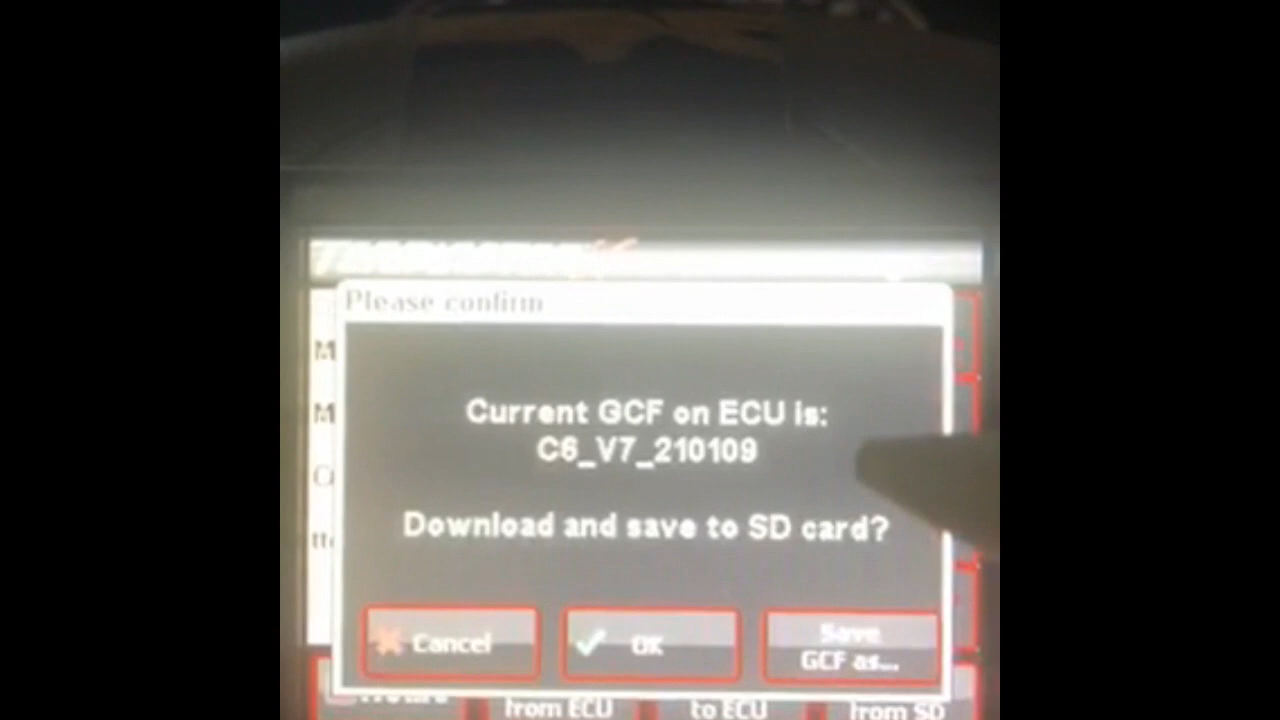 Please confirm
Current GCF on ECU is:
C6_V7_210109
Download and save to SD card?
Cancel
OK
Save
GCF as...
from ECU
to ECU
from SD